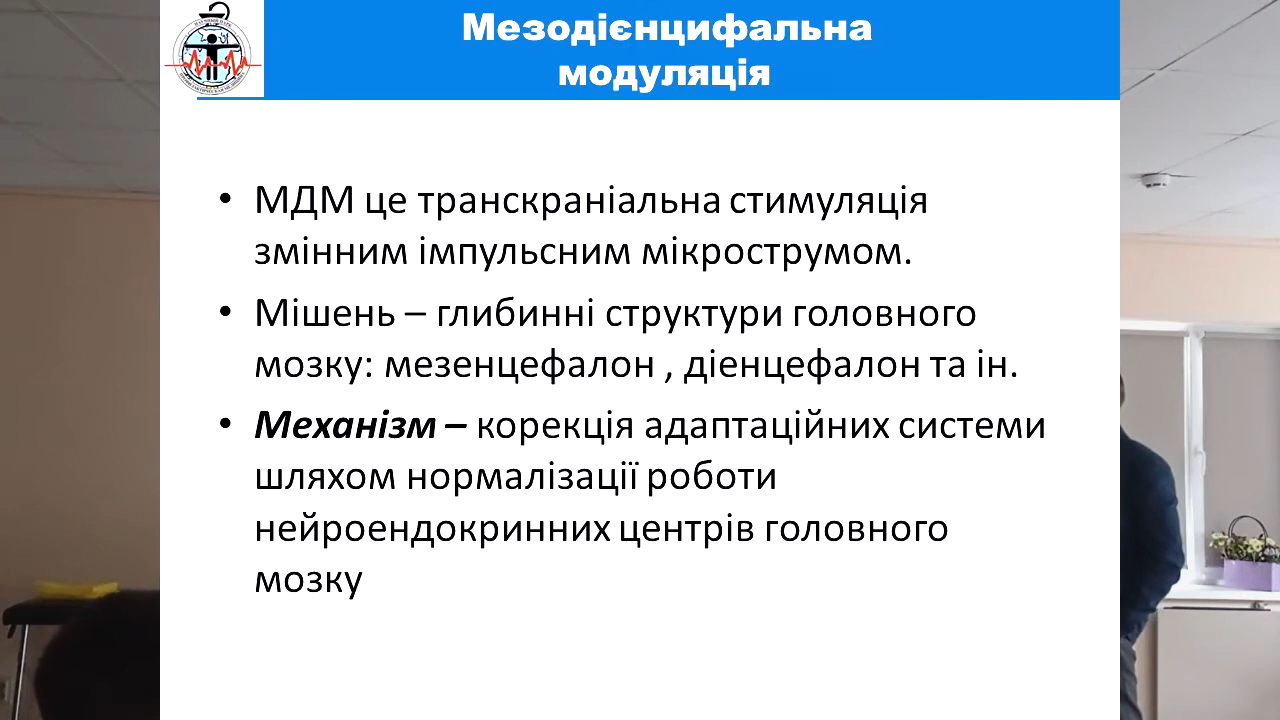 Мезодієнцифальна
модуляція
• МДМ це транскраніальна стимуляція
змінним імпульсним мікрострумом.
• Мішень – глибинні структури головного
мозку: мезенцефалон , діенцефалон та ін.
• Механізм – корекція адаптаційних системи
шляхом нормалізації роботи
нейроендокринних центрів головного
мозку